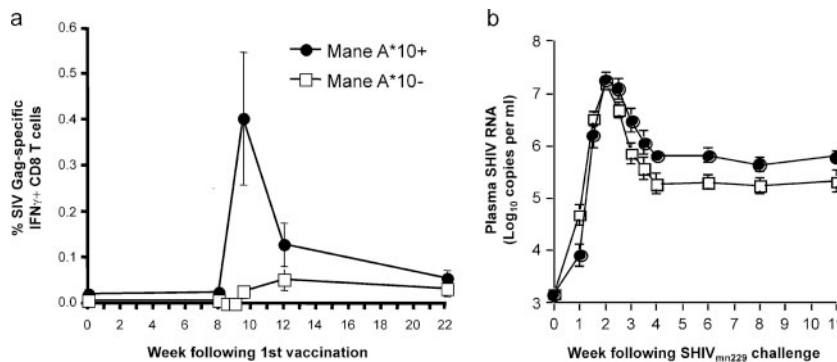 a
b
0.6
0.5
0.4
0.3
0.2
0.1
0.0
% SIV Gag-specific
IFNγ+ CD8 T cells
Mane A*10+
Mane A*10-
0 2 4 6 8 10 12 14 16 18 20 22
Week following 1st vaccination
8
7
6
5
4
3
Plasma SHIV RNA
(Log10 copies per ml)
0 1 2 3 4 6 8 10
Week following SHIVmn229 challenge